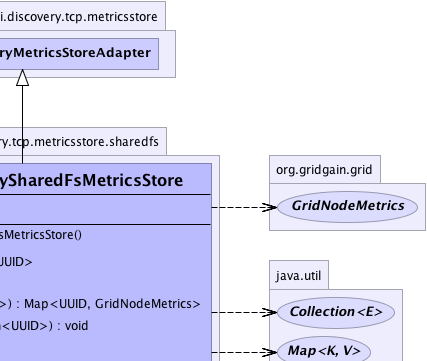 i.discovery.tcp.metricsstore
ryMetricsStoreAdapter
ry.tcp.metricsstore.sharedfs
ySharedFsMetricsStore
sMetricsStore()
UUID>
>) : Map<UUID, GridNodeMetrics>
n<UUID>) : void
org.gridgain.grid
GridNodeMetrics
java.util
Collection<E>
Map<K, V>